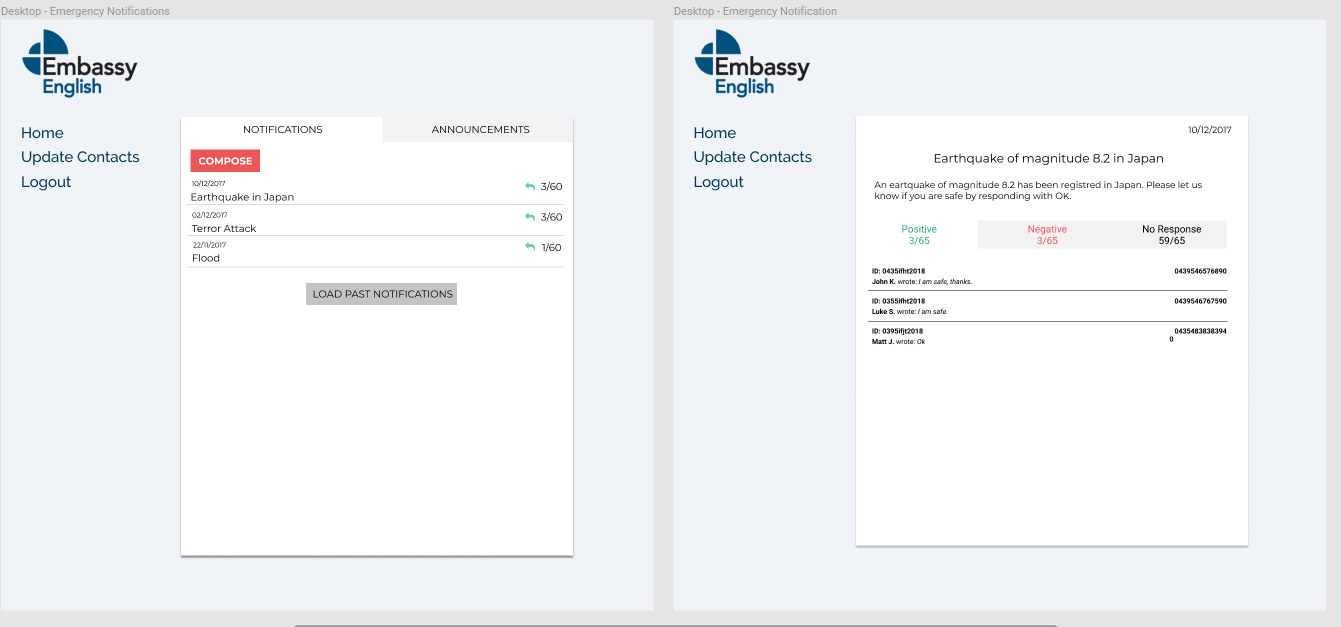 Desktop - Emergency Notifications
Embassy
English
Home
Update Contacts
Logout
NOTIFICATIONS
ANNOUNCEMENTS
COMPOSE
10/12/2017
3/60
Earthquake in Japan
02/12/2017
3/60
Terror Attack
22/11/2017
1/60
Flood
LOAD PAST NOTIFICATIONS
Desktop - Emergency Notification
Embassy
English
Home
Update Contacts
Logout
10/12/2017
Earthquake of magnitude 8.2 in Japan
An eartquake of magnitude 8.2 has been registred in Japan. Please let us
know if you are safe by responding with OK.
Positive
3/65
Negative
3/65
No Response
59/65
ID: 0435ifht2018
0439546576890
John K. wrote: I am safe, thanks.
ID: 0355ifht2018
0439546767590
Luke S. wrote: I am safe.
ID: 0395ifjt2018
0435483838394
0
Matt J. wrote: Ok